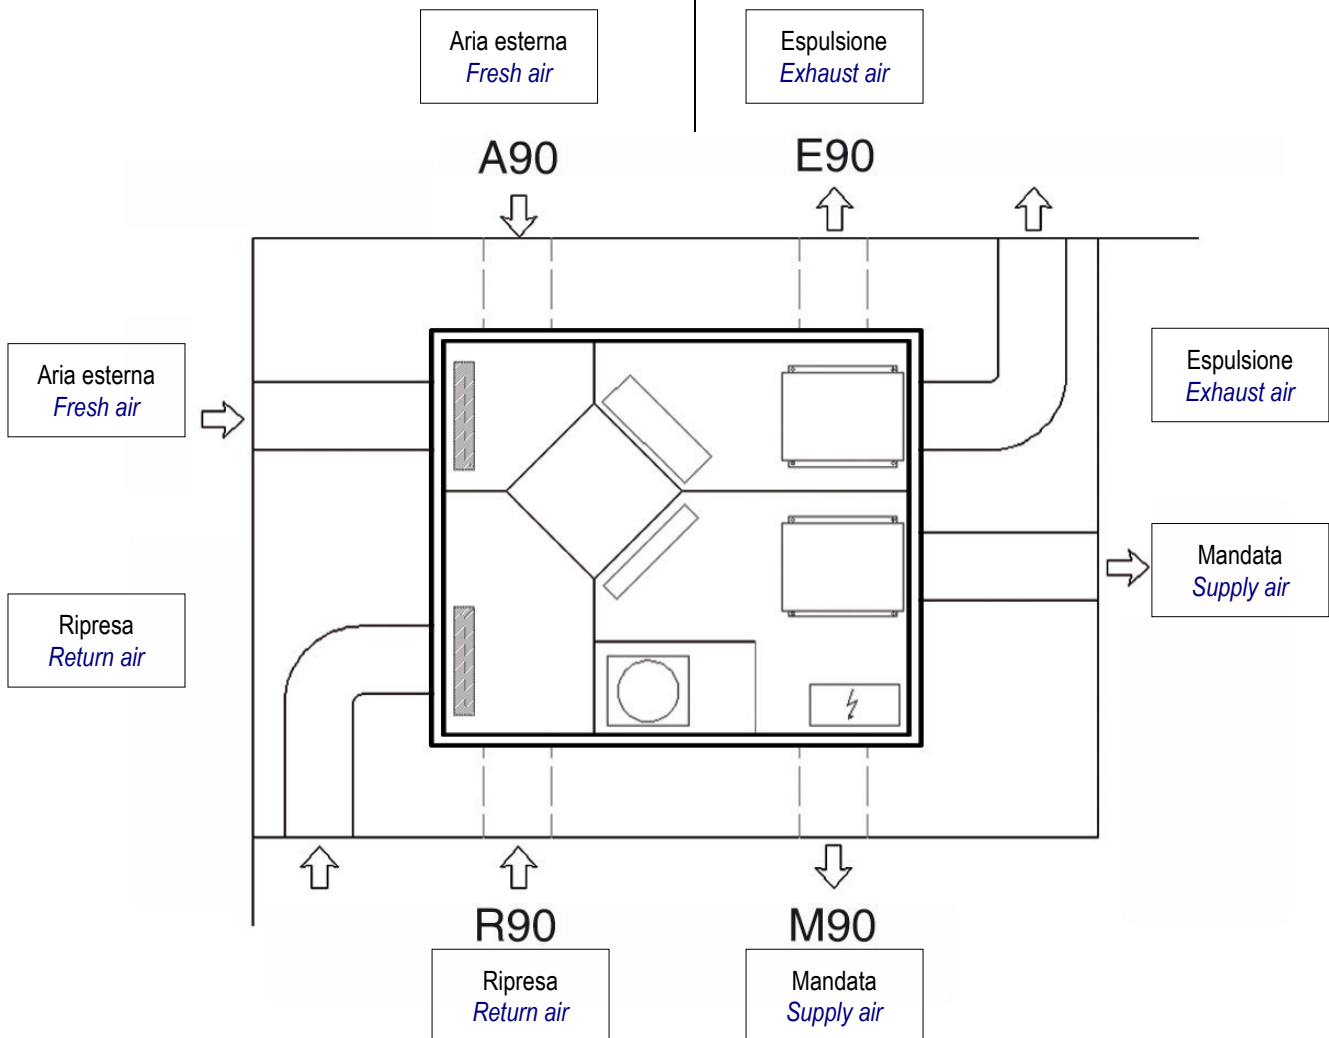 Aria esterna
Fresh air
Espulsione
Exhaust air
A90
E90
Aria esterna
Fresh air
Espulsione
Exhaust air
Mandata
Supply air
Ripresa
Return air
R90
M90
Ripresa
Return air
Mandata
Supply air